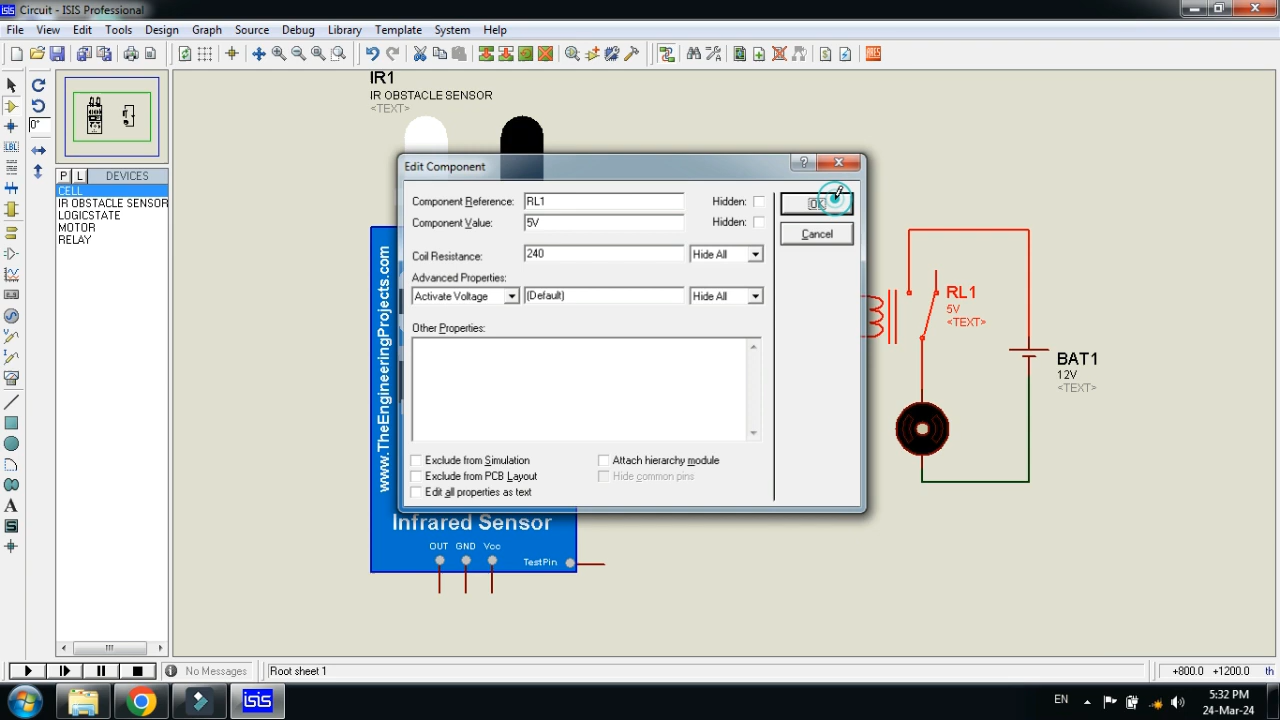 Circuit - ISIS Professional
File View Edit Tools Design Graph Source Debug Library Template System Help
0°
LBL
A
P L DEVICES
CELL
IR OBSTACLE SENSOR
LOGICSTATE
MOTOR
RELAY
IR1
IR OBSTACLE SENSOR
<TEXT>
Edit Component
Component Reference: RL1 Hidden:
Component Value: 5V Hidden:
Coil Resistance: 240 Hide All
Advanced Properties:
Activate Voltage (Default) Hide All
Other Properties:
Exclude from Simulation Attach hierarchy module
Exclude from PCB Layout Hide common pins
Edit all properties as text
OK
Cancel
www.TheEngineeringProjects.com
Infrared Sensor
OUT GND Vcc
TestPin
RL1
5V
<TEXT>
BAT1
12V
<TEXT>
No Messages Root sheet 1 +800.0 +1200.0 th
isis
EN 5:32 PM
24-Mar-24